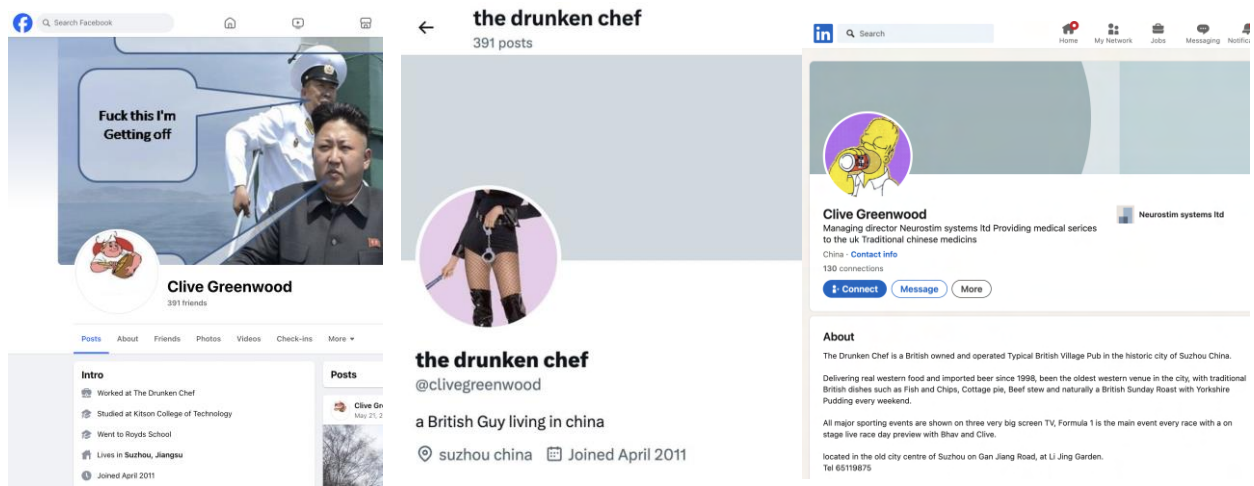 Search Facebook
Fuck this I'm
Getting off
Clive Greenwood
391 friends
Posts About Friends Photos Videos Check-ins More
Intro
Worked at The Drunken Chef
Studied at Kitson College of Technology
Went to Royds School
Lives in Suzhou, Jiangsu
Joined April 2011
Posts
Clive Gr
May 21, 2
the drunken chef
391 posts
the drunken chef
@clivegreenwood
a British Guy living in china
suzhou china Joined April 2011
in Search
Home My Network Jobs Messaging Notifica
Clive Greenwood
Managing director Neurostim systems ltd Providing medical serices
to the uk Traditional chinese medicins
China · Contact info
130 connections
Connect Message More
Neurostim systems ltd
About
The Drunken Chef is a British owned and operated Typical British Village Pub in the historic city of Suzhou China.
Delivering real western food and imported beer since 1998, been the oldest western venue in the city, with traditional
British dishes such as Fish and Chips, Cottage pie, Beef stew and naturally a British Sunday Roast with Yorkshire
Pudding every weekend.
All major sporting events are shown on three very big screen TV, Formula 1 is the main event every race with a on
stage live race day preview with Bhav and Clive.
located in the old city centre of Suzhou on Gan Jiang Road, at Li Jing Garden.
Tel 65119875